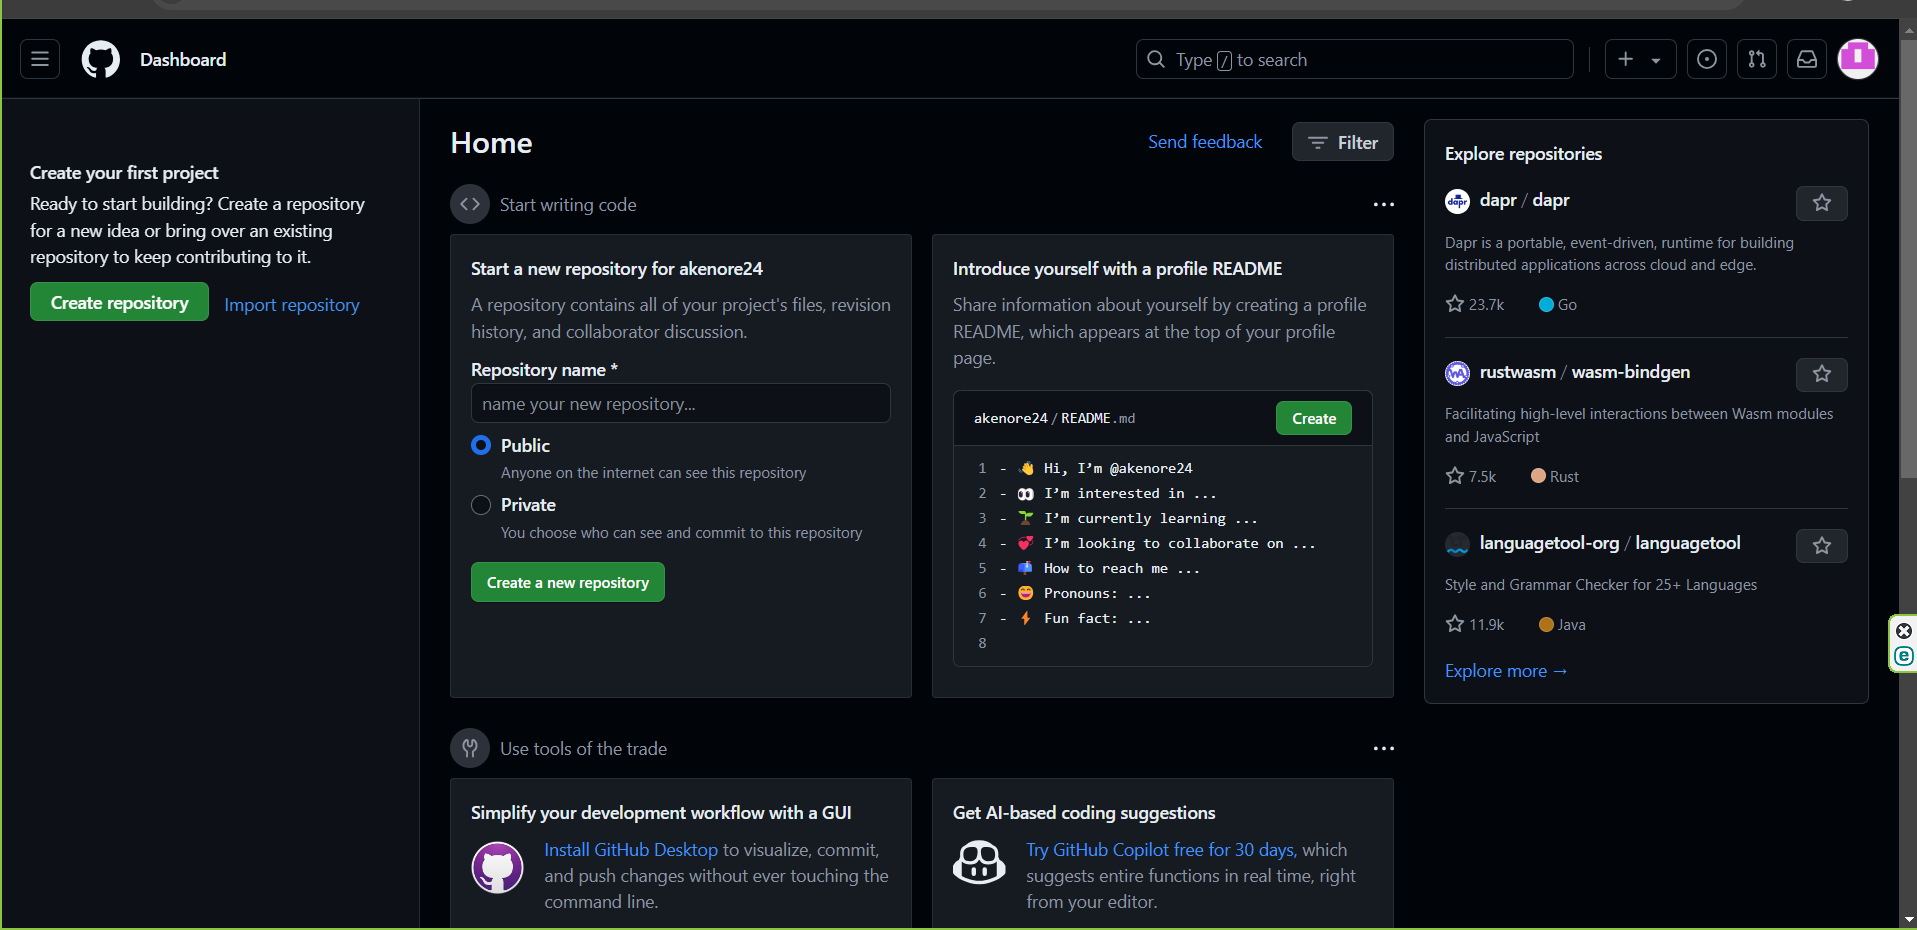 Dashboard
Type / to search
Create your first project
Ready to start building? Create a repository
for a new idea or bring over an existing
repository to keep contributing to it.
Create repository
Import repository
Home
Send feedback
Filter
Start writing code
Start a new repository for akenore24
A repository contains all of your project's files, revision
history, and collaborator discussion.
Repository name *
name your new repository...
Public
Anyone on the internet can see this repository
Private
You choose who can see and commit to this repository
Create a new repository
Introduce yourself with a profile README
Share information about yourself by creating a profile
README, which appears at the top of your profile
page.
akenore24 / README.md
Create
1 - 👋 Hi, I’m @akenore24
2 - 👀 I’m interested in ...
3 - 🌱 I’m currently learning ...
4 - 💞️ I’m looking to collaborate on ...
5 - 📫 How to reach me ...
6 - 😄 Pronouns: ...
7 - ⚡ Fun fact: ...
8
Use tools of the trade
Simplify your development workflow with a GUI
Install GitHub Desktop to visualize, commit,
and push changes without ever touching the
command line.
Get AI-based coding suggestions
Try GitHub Copilot free for 30 days, which
suggests entire functions in real time, right
from your editor.
Explore repositories
dapr
dapr / dapr
Dapr is a portable, event-driven, runtime for building
distributed applications across cloud and edge.
23.7k
Go
WA
rustwasm / wasm-bindgen
Facilitating high-level interactions between Wasm modules
and JavaScript
7.5k
Rust
languagetool-org / languagetool
Style and Grammar Checker for 25+ Languages
11.9k
Java
Explore more →
e